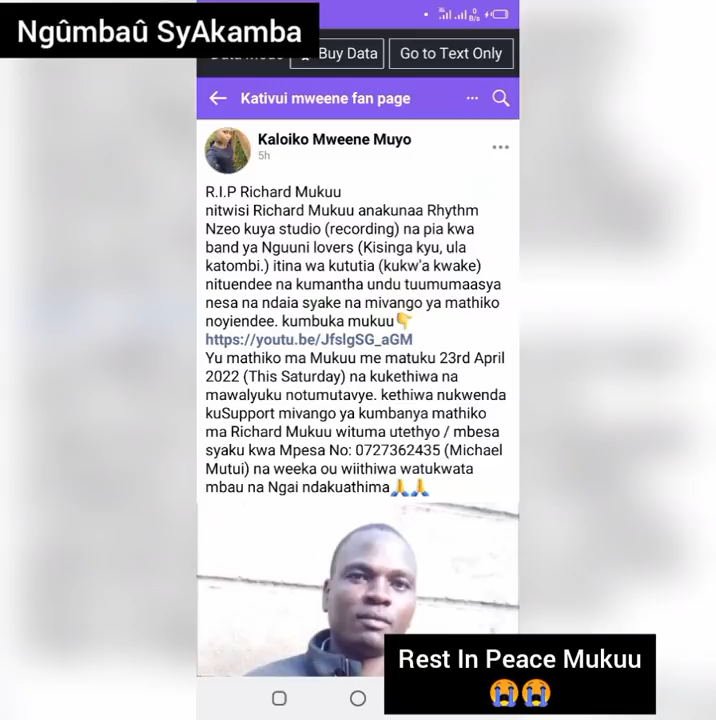 Ngûmbaû SyAkamba
Buy Data
Go to Text Only
Kativui mweene fan page
Kaloiko Mweene Muyo
5h
R.I.P Richard Mukuu
nitwisi Richard Mukuu anakunaa Rhythm
Nzeo kuya studio (recording) na pia kwa
band ya Nguuni lovers (Kisinga kyu, ula
katombi.) itina wa kututia (kukw'a kwake)
nituendee na kumantha undu tuumumaasya
nesa na ndaia syake na mivango ya mathiko
noyiendee. kumbuka mukuu👇
https://youtu.be/JfslgSG_aGM
Yu mathiko ma Mukuu me matuku 23rd April
2022 (This Saturday) na kukethiwa na
mawalyuku notumutavye. kethiwa nukwenda
kuSupport mivango ya kumbanya mathiko
ma Richard Mukuu wituma utethyo / mbesa
syaku kwa Mpesa No: 0727362435 (Michael
Mutui) na weeka ou wiithiwa watukwata
mbau na Ngai ndakuathima🙏🙏
Rest In Peace Mukuu
😭😭